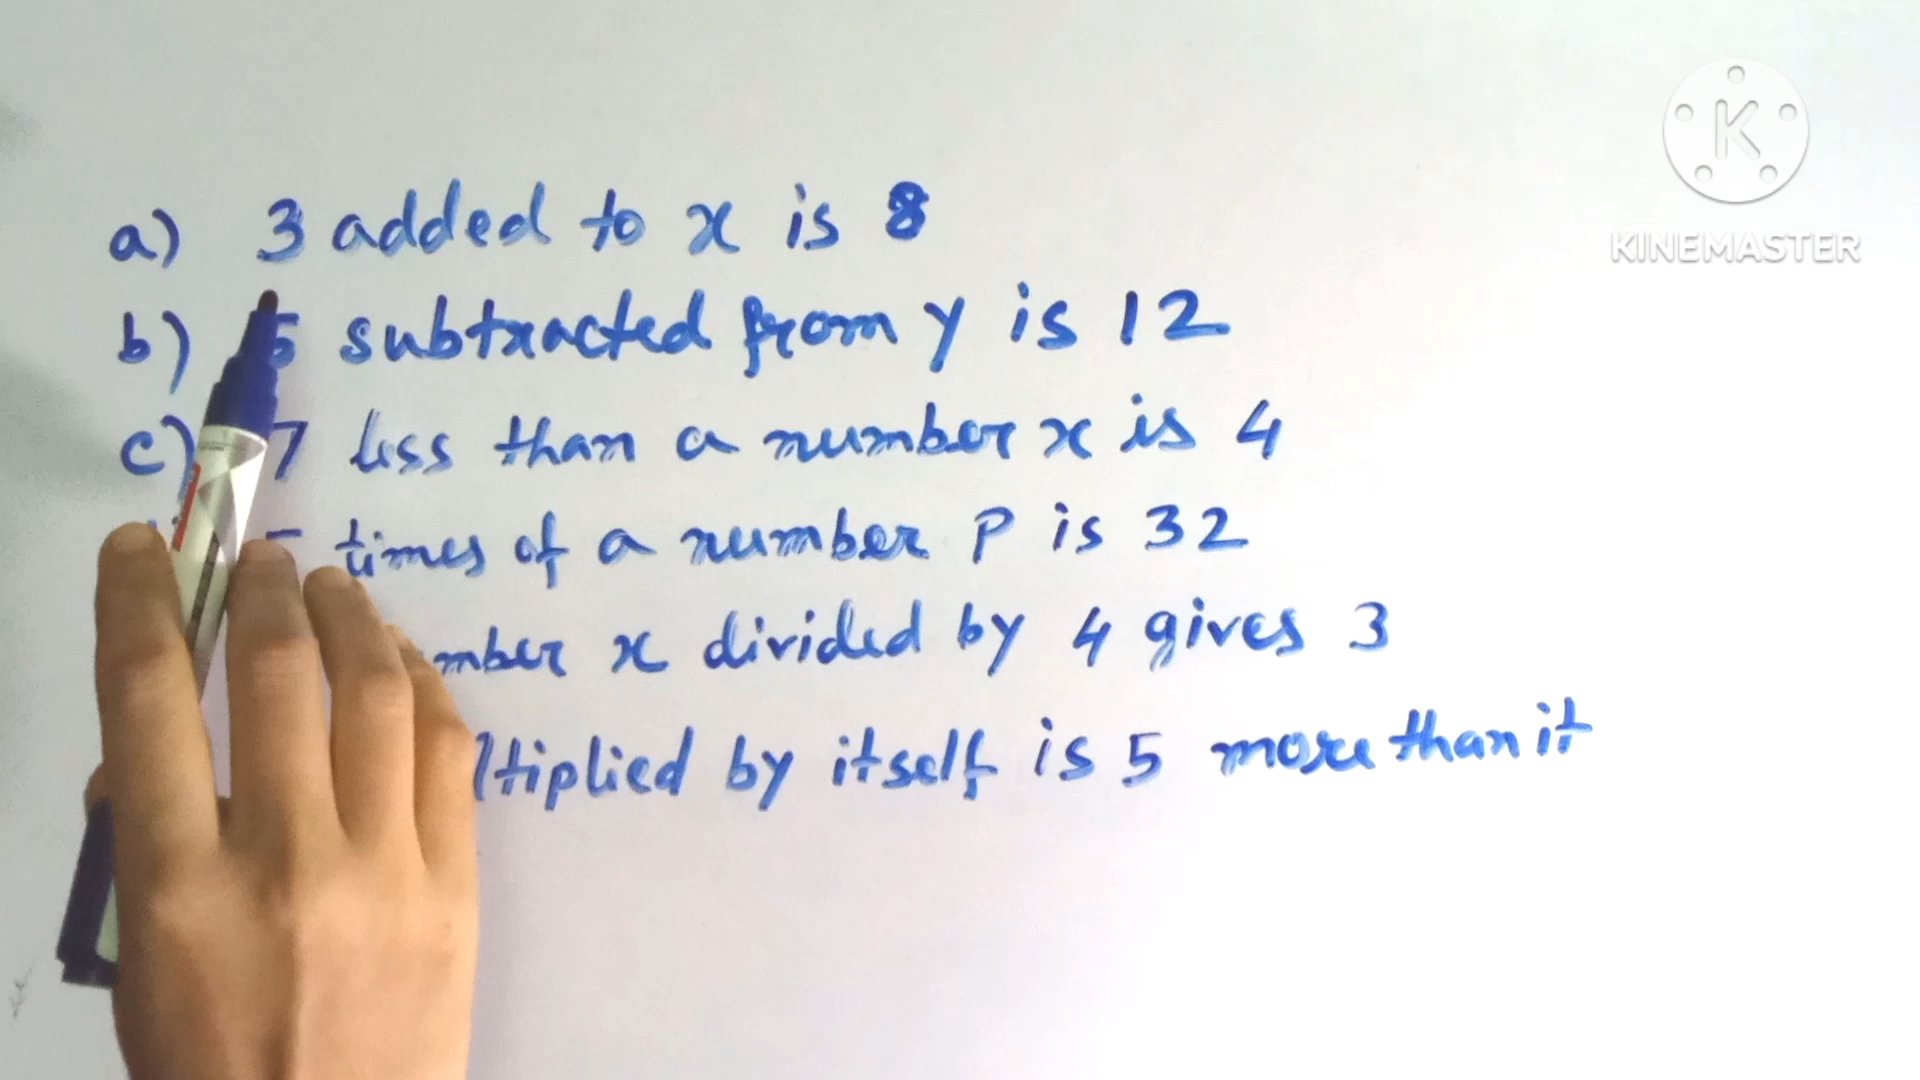 KINEMASTER
a) 3 added to x is 8
b) 5 subtracted from y is 12
c) 7 less than a number x is 4
times of a number P is 32
x divided by 4 gives 3
by itself is 5 more than it